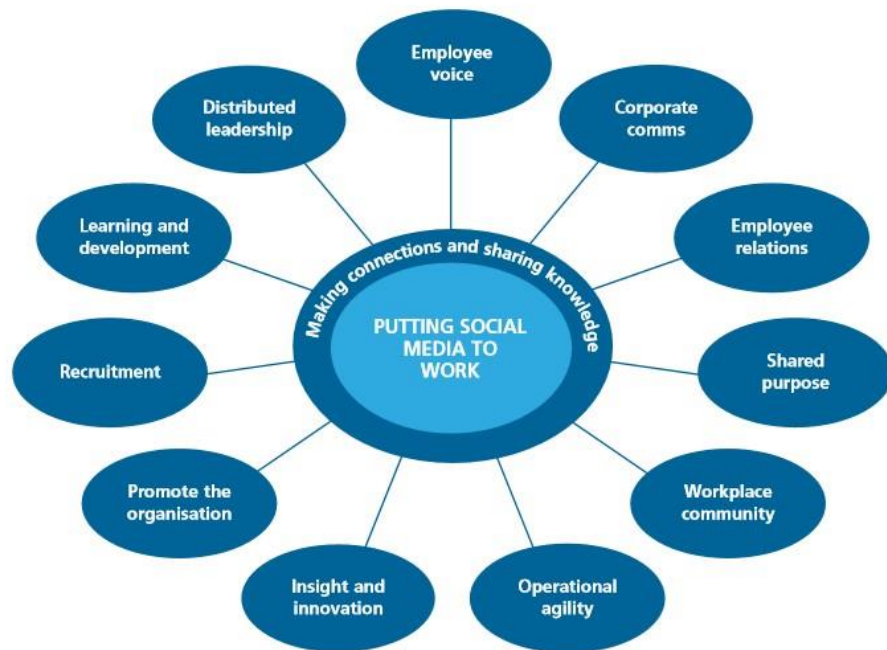 Employee
voice
Corporate
comms
Employee
relations
Shared
purpose
Workplace
community
Operational
agility
Insight and
innovation
Promote the
organisation
Recruitment
Learning and
development
Distributed
leadership
Making connections and sharing knowledge
PUTTING SOCIAL
MEDIA TO
WORK